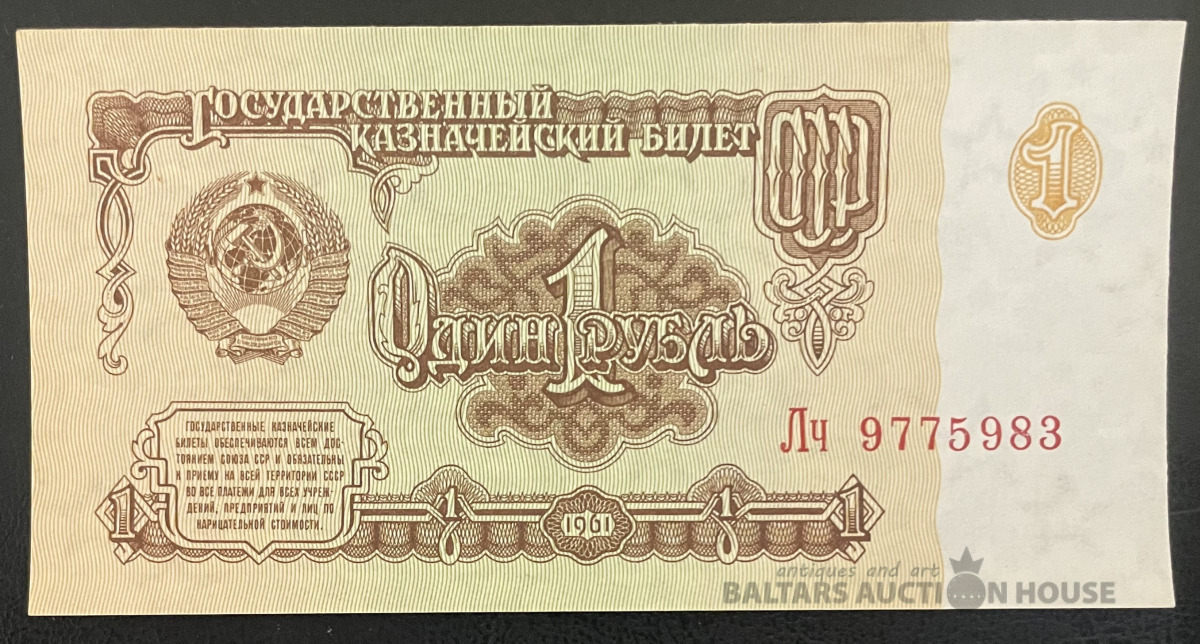 ГОСУДАРСТВЕННЫЙ
КАЗНАЧЕЙСКИЙ БИЛЕТ
СССР
1
1
ОДИН РУБЛЬ
Лч 9775983
ГОСУДАРСТВЕННЫЕ КАЗНАЧЕЙСКИЕ
БИЛЕТЫ ОБЕСПЕЧИВАЮТСЯ ВСЕМ ДОС-
ТОЯНИЕМ СОЮЗА ССР И ОБЯЗАТЕЛЬНЫ
К ПРИЕМУ НА ВСЕЙ ТЕРРИТОРИИ СССР
ВО ВСЕ ПЛАТЕЖИ ДЛЯ ВСЕХ УЧРЕЖ-
ДЕНИЙ, ПРЕДПРИЯТИЙ И ЛИЦ ПО
НАРИЦАТЕЛЬНОЙ СТОИМОСТИ.
1 1 1961 1 1
antiques and art
BALTARS AUCTION HOUSE